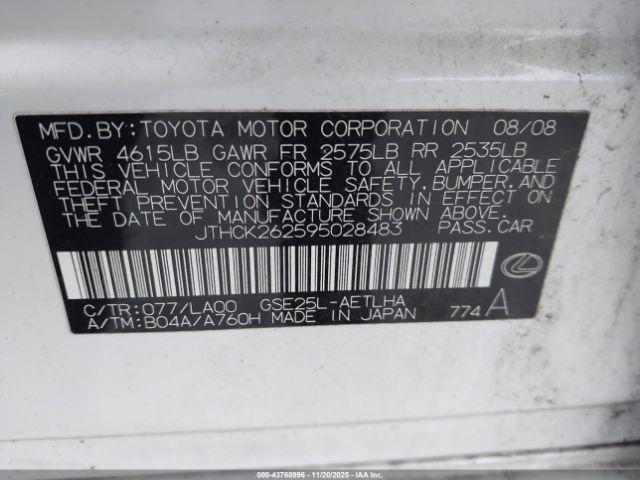 MFD.BY:TOYOTA MOTOR CORPORATION 08/08
GVWR 4615LB GAWR FR 2575LB RR 2535LB
THIS VEHICLE CONFORMS TO ALL APPLICABLE
FEDERAL MOTOR VEHICLE SAFETY,BUMPER,AND
THEFT PREVENTION STANDARDS IN EFFECT ON
THE DATE OF MANUFACTURE SHOWN ABOVE.
JTHCK262595028483 PASS.CAR
C/TR:077/LA00 GSE25L-AETLHA
A/TM:B04A/A760H MADE IN JAPAN 774 A
000-43768996 - 11/20/2025 - IAAI.COM